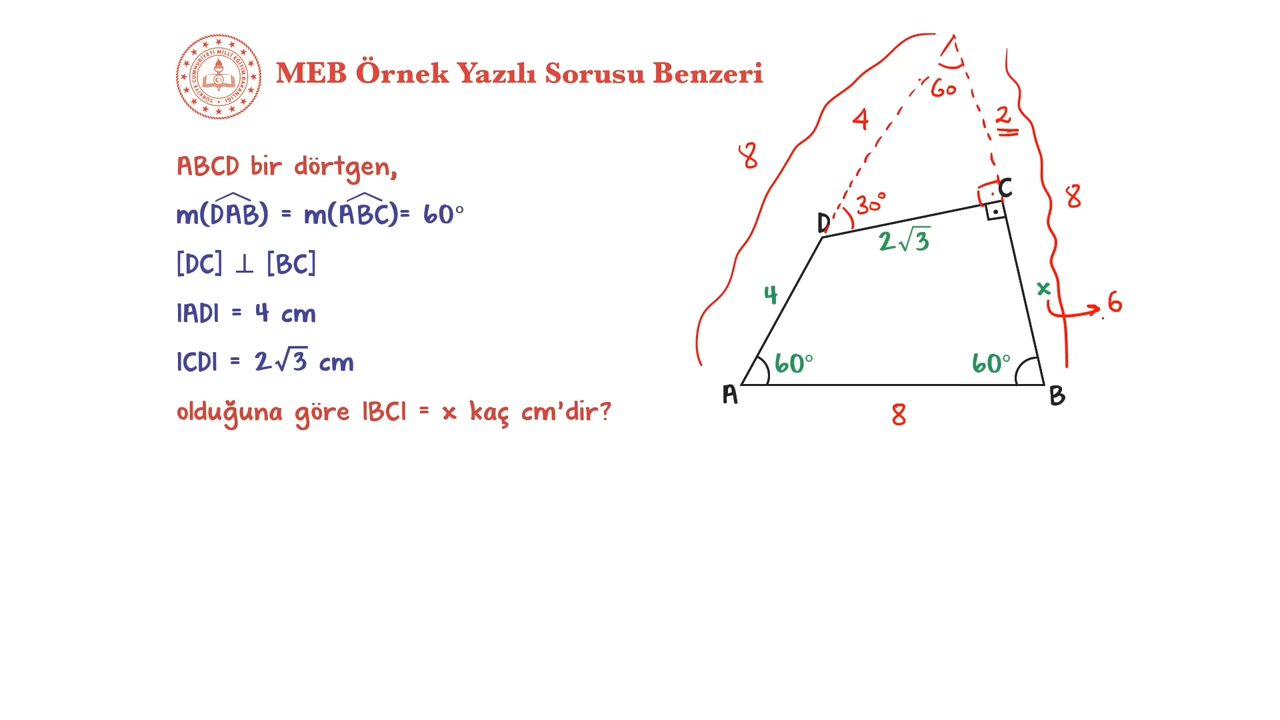 MEB Örnek Yazılı Sorusu Benzeri
ABCD bir dörtgen,
m(DAB) = m(ABC)= 60°
[DC] ⊥ [BC]
|AD| = 4 cm
|CD| = 2√3 cm
olduğuna göre |BC| = x kaç cm'dir?
60
4
2
8
C
8
30°
D
2√3
4
x
6
60°
60°
A
B
8